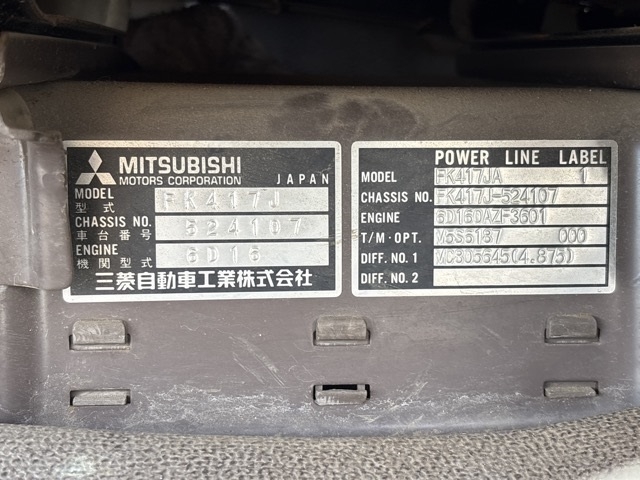 MITSUBISHI
MOTORS CORPORATION JAPAN
MODEL
型式 FK417J
CHASSIS NO.
車台番号 524107
ENGINE
機関型式 6D16
三菱自動車工業株式会社
POWER LINE LABEL
MODEL FK417JA 1
CHASSIS NO. FK417J-524107
ENGINE 6D16DAZF3601
T/M·OPT. M5S5187 000
DIFF. NO. 1 MC805645(4.875)
DIFF. NO. 2